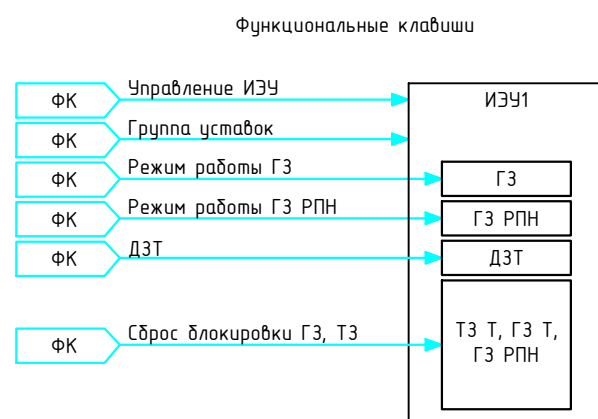 Функциональные клавиши
ФК
Управление ИЭУ
ИЭУ1
ФК
Группа уставок
ФК
Режим работы ГЗ
ГЗ
ФК
Режим работы ГЗ РПН
ГЗ РПН
ФК
ДЗТ
ДЗТ
ФК
Сброс блокировки ГЗ, ТЗ
ТЗ Т, ГЗ Т,
ГЗ РПН